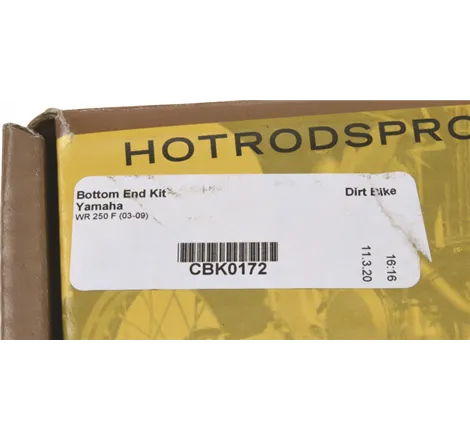 HOTRODSPRO
Bottom End Kit
Dirt Bike
Yamaha
WR 250 F (03-09)
CBK0172
16:16
11.3.20